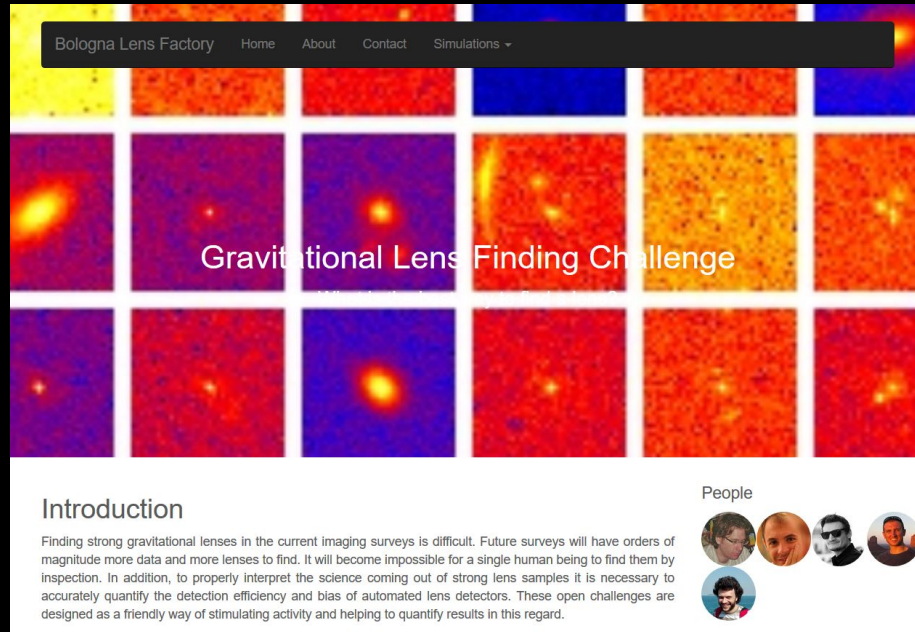 Bologna Lens Factory Home About Contact Simulations
Gravitational Lens Finding Challenge
Introduction
Finding strong gravitational lenses in the current imaging surveys is difficult. Future surveys will have orders of
magnitude more data and more lenses to find. It will become impossible for a single human being to find them by
inspection. In addition, to properly interpret the science coming out of strong lens samples it is necessary to
accurately quantify the detection efficiency and bias of automated lens detectors. These open challenges are
designed as a friendly way of stimulating activity and helping to quantify results in this regard.
People